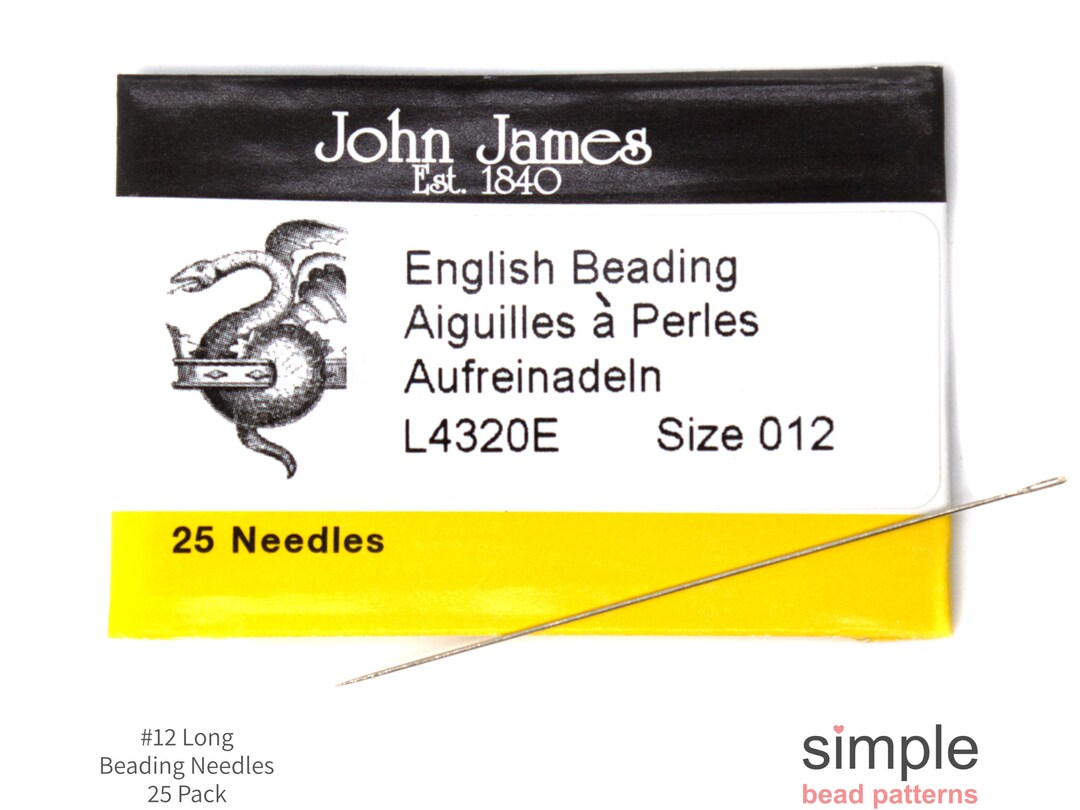 John James
Est. 1840
English Beading
Aiguilles à Perles
Aufreinadeln
L4320E Size 012
25 Needles
#12 Long
Beading Needles
25 Pack
simple
bead patterns